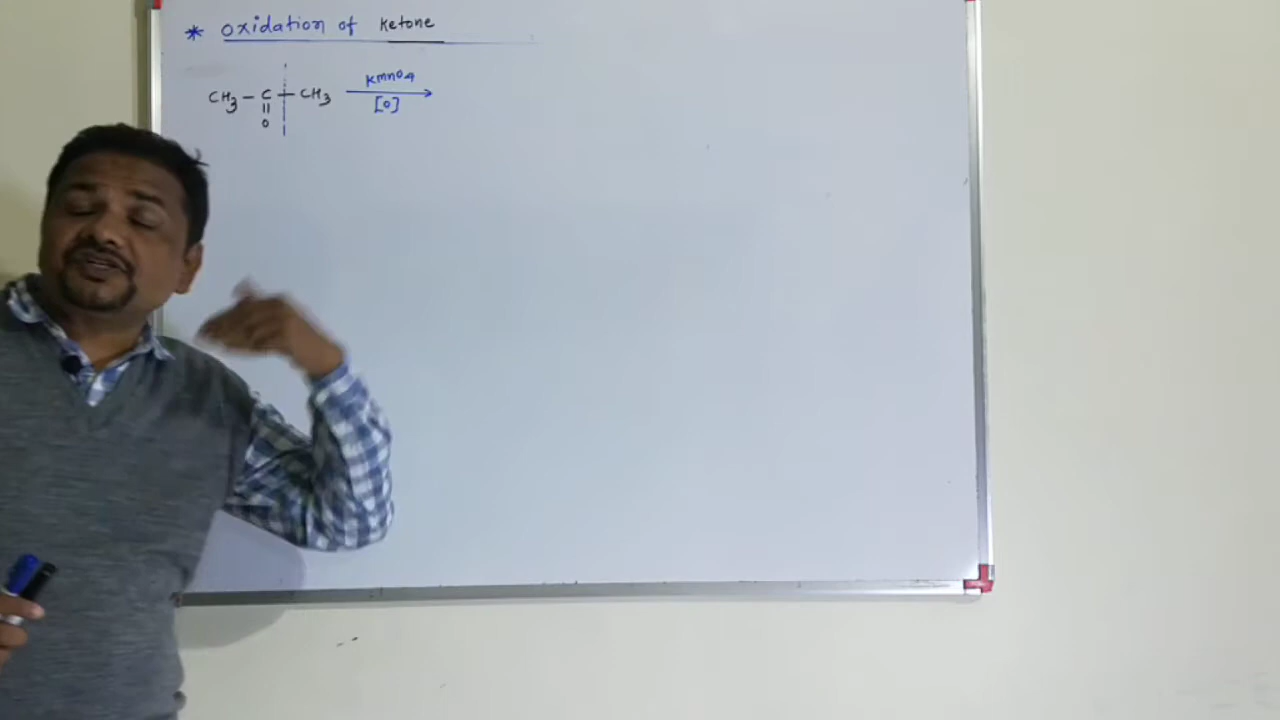 * Oxidation of Ketone
KMnO4
CH3 - C - CH3
[O]
||
O